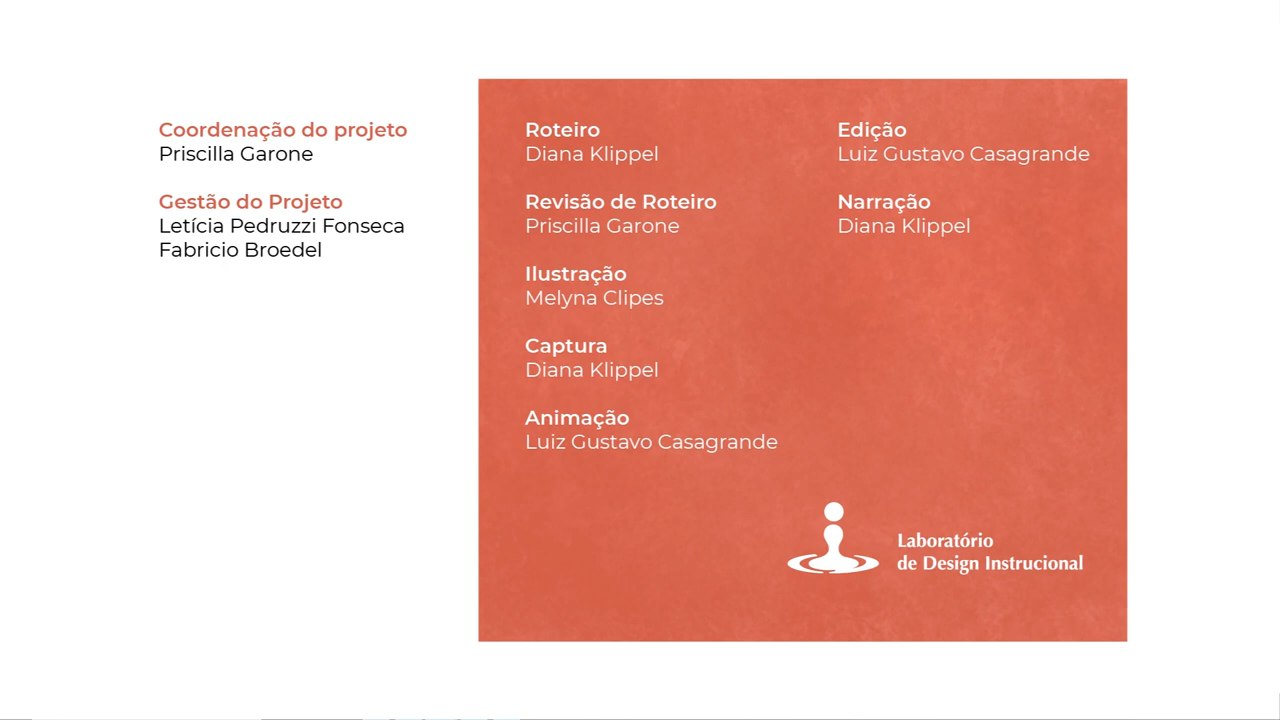 Coordenação do projeto
Priscilla Garone
Gestão do Projeto
Letícia Pedruzzi Fonseca
Fabricio Broedel
Roteiro
Diana Klippel
Revisão de Roteiro
Priscilla Garone
Ilustração
Melyna Clipes
Captura
Diana Klippel
Animação
Luiz Gustavo Casagrande
Edição
Luiz Gustavo Casagrande
Narração
Diana Klippel
Laboratório
de Design Instrucional